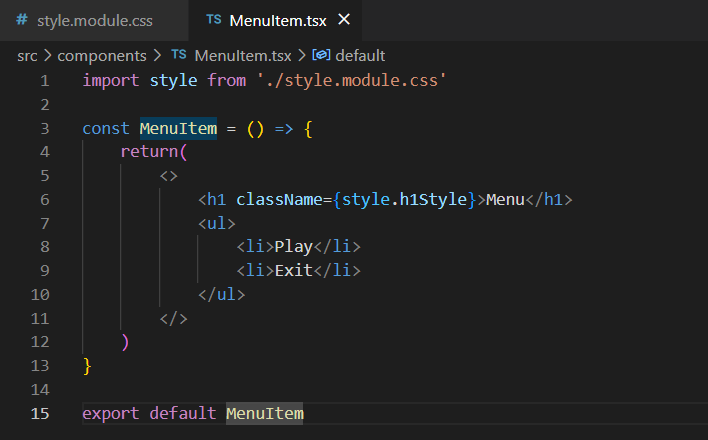 # style.module.css TS MenuItem.tsx ×
src > components > TS MenuItem.tsx > default
1 import style from './style.module.css'
2
3 const MenuItem = () => {
4     return(
5         <>
6             <h1 className={style.h1Style}>Menu</h1>
7             <ul>
8                 <li>Play</li>
9                 <li>Exit</li>
10             </ul>
11         </>
12     )
13 }
14
15 export default MenuItem